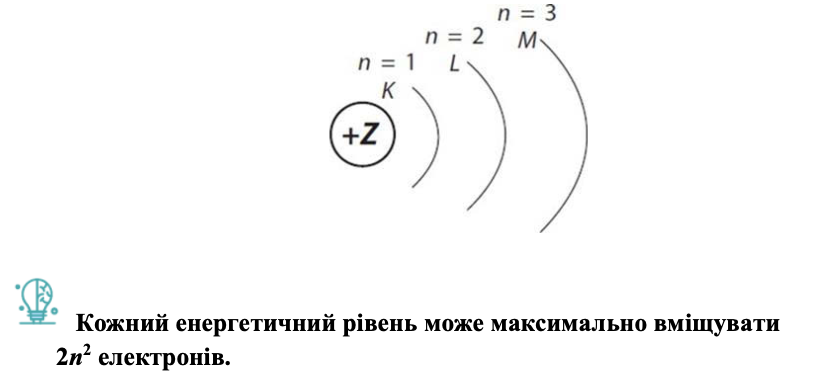 n = 3
n = 2 M
n = 1 L
K
+Z
Кожний енергетичний рівень може максимально вміщувати
2n² електронів.